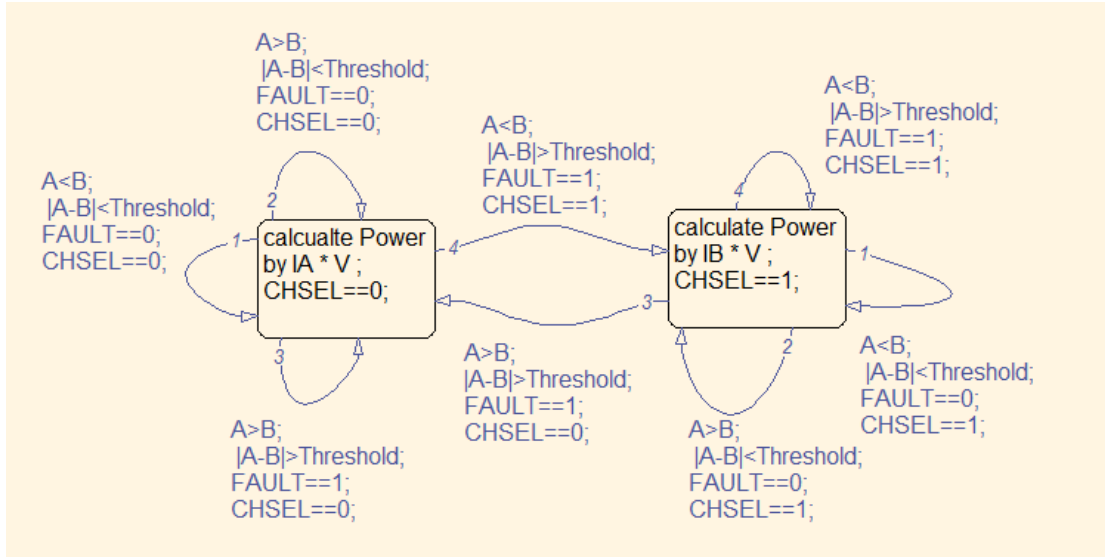 A>B;
|A-B|<Threshold;
FAULT==0;
CHSEL==0;
A<B;
|A-B|<Threshold;
FAULT==0;
CHSEL==0;
2
1
calcualte Power
by IA * V ;
CHSEL==0;
3
4
A>B;
|A-B|>Threshold;
FAULT==1;
CHSEL==0;
A<B;
|A-B|>Threshold;
FAULT==1;
CHSEL==1;
3
A>B;
|A-B|>Threshold;
FAULT==1;
CHSEL==0;
A<B;
|A-B|>Threshold;
FAULT==1;
CHSEL==1;
4
calculate Power
by IB * V ;
CHSEL==1;
1
2
A<B;
|A-B|<Threshold;
FAULT==0;
CHSEL==1;
A>B;
|A-B|<Threshold;
FAULT==0;
CHSEL==1;